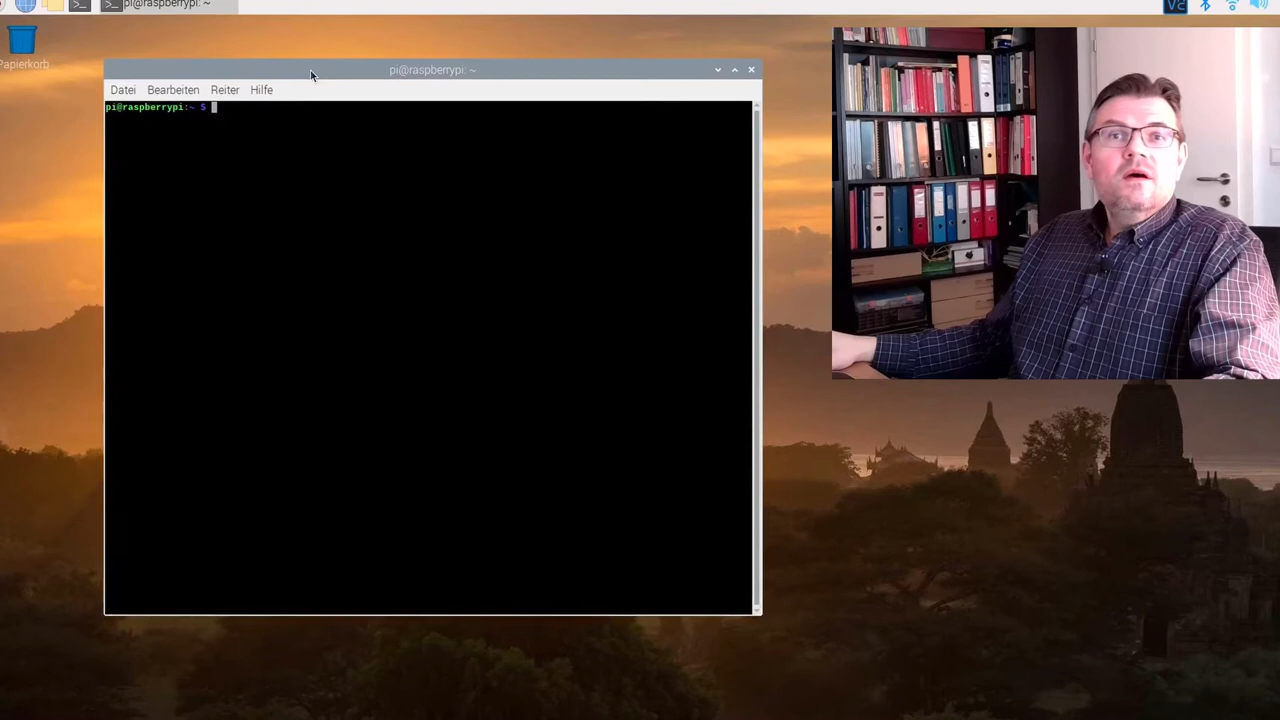 pi@raspberrypi: ~
Papierkorb
pi@raspberrypi: ~
Datei Bearbeiten Reiter Hilfe
pi@raspberrypi:~ $